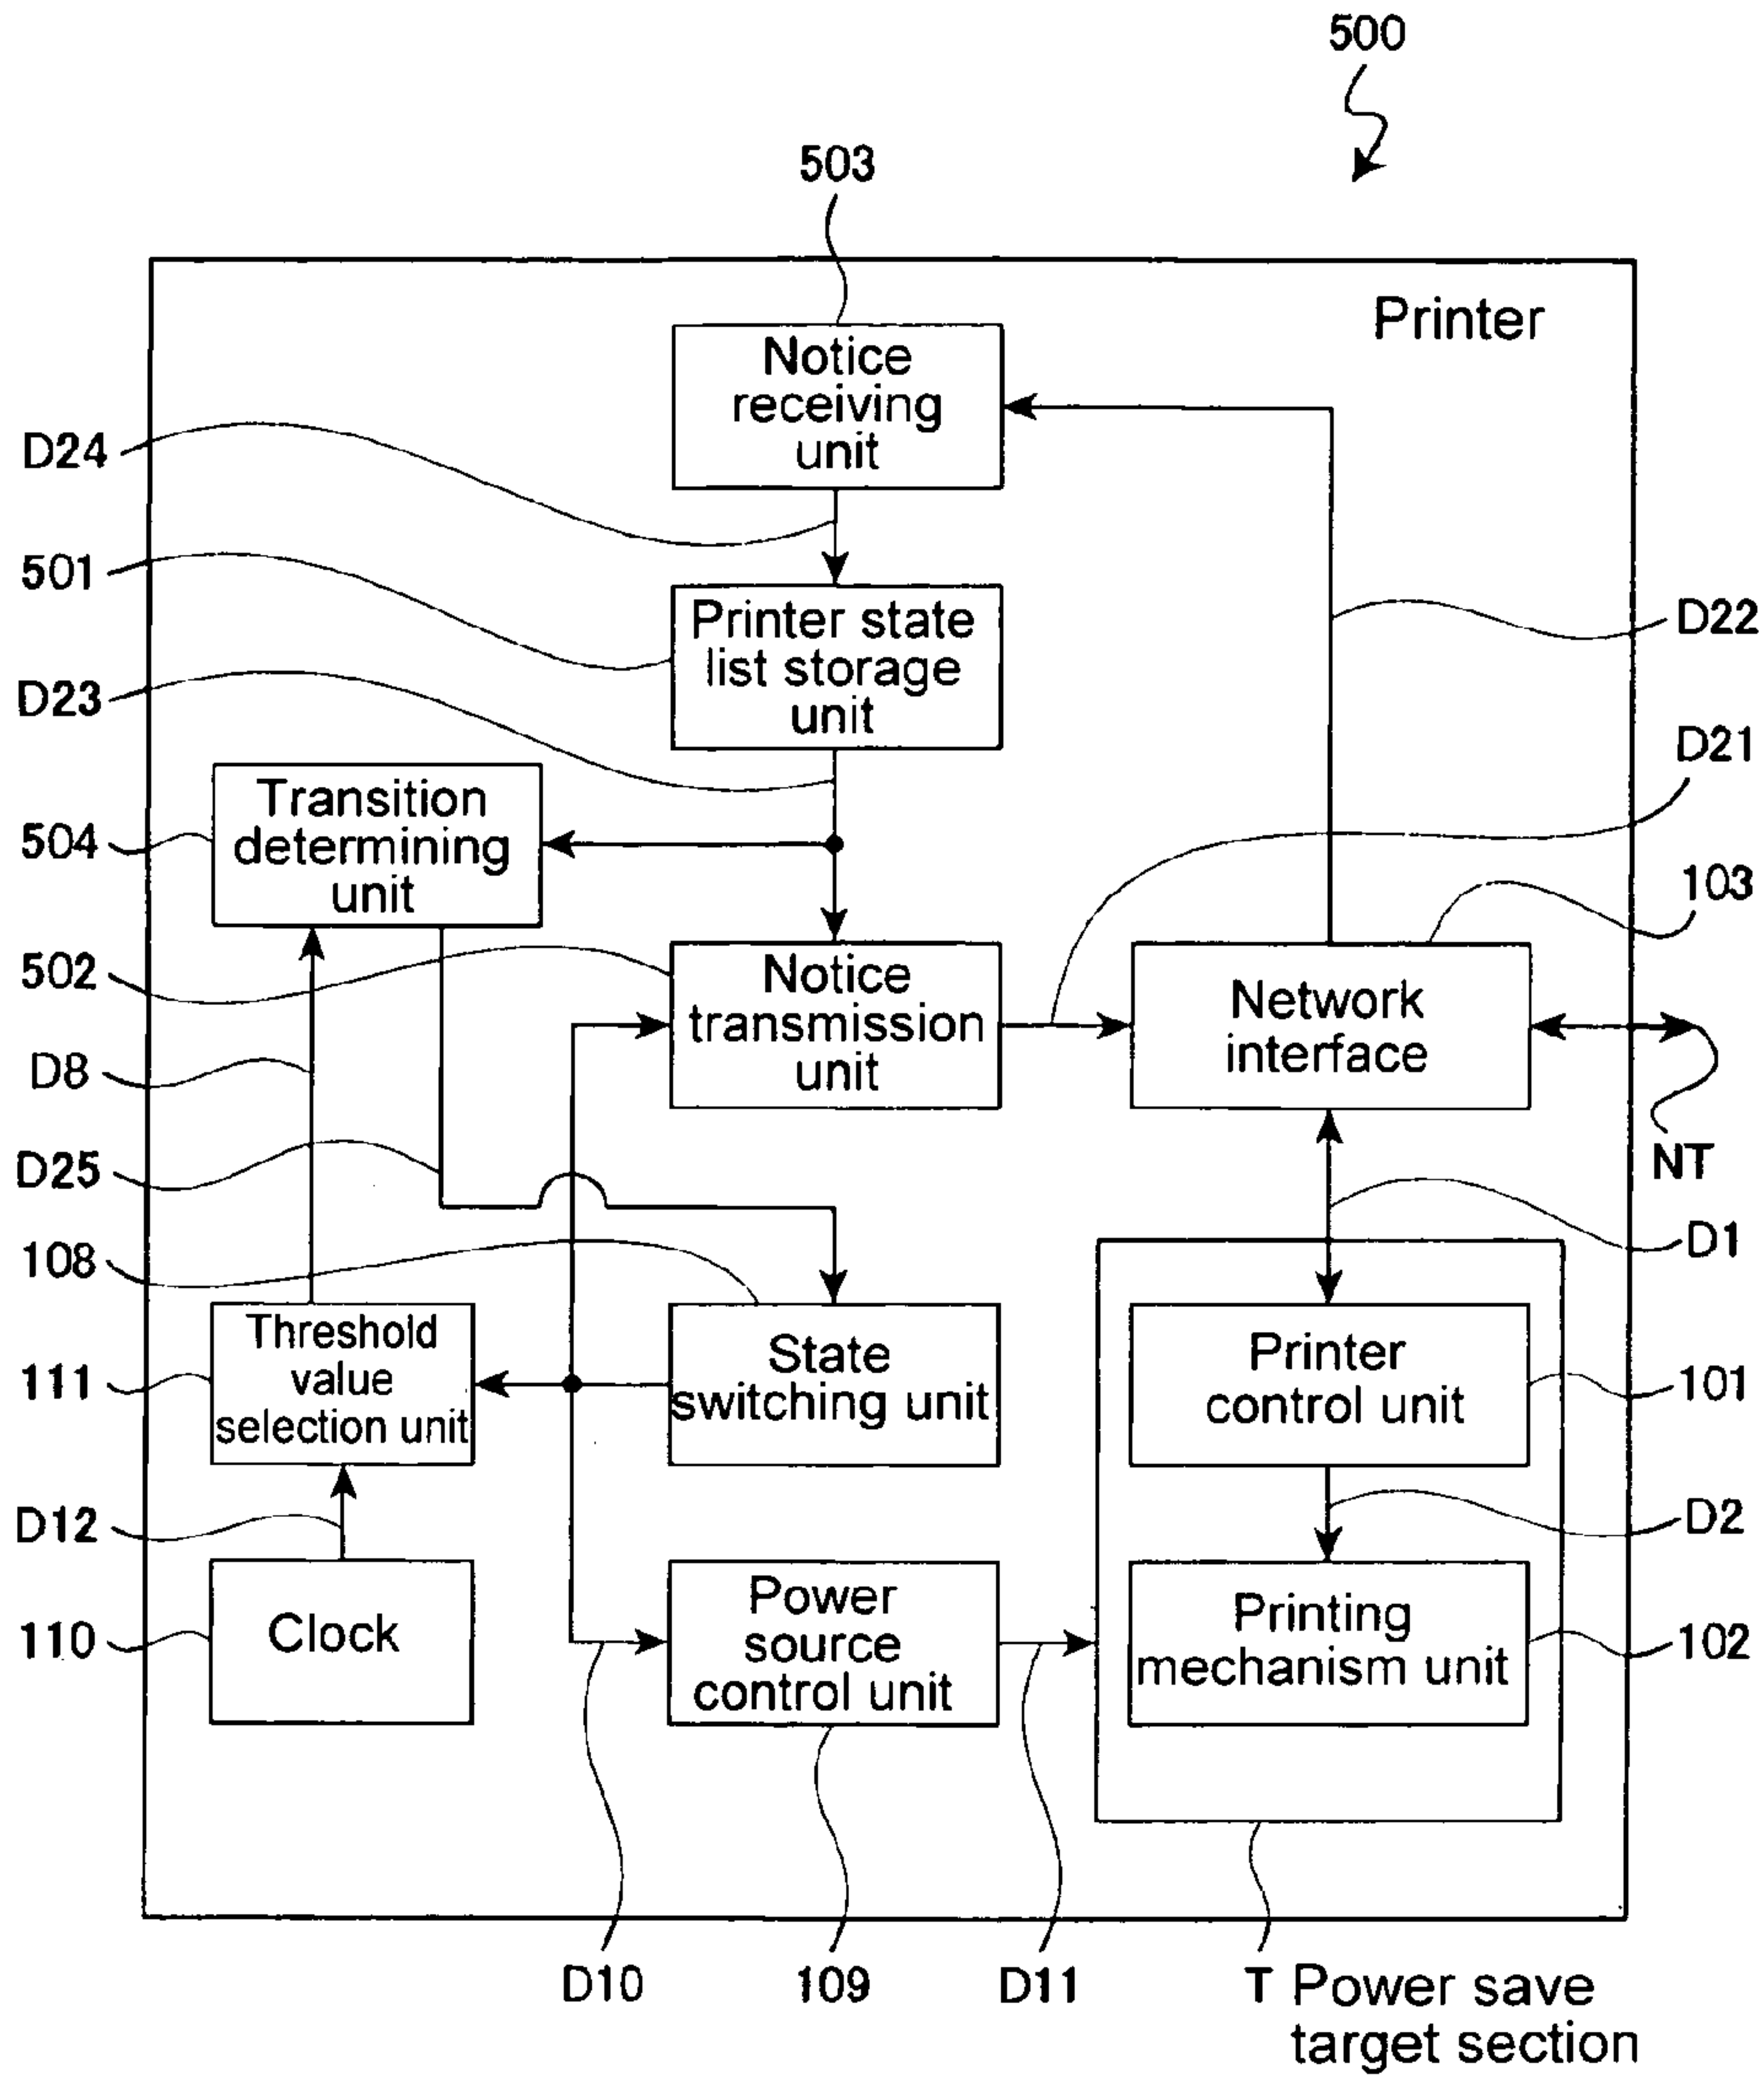 500
503
Printer
Notice
receiving
unit
D24
501
Printer state
list storage
unit
D22
D23
D21
Transition
determining
unit
504
103
502
Notice
transmission
unit
Network
interface
D8
NT
D25
D1
108
Threshold
value
selection unit
111
State
switching unit
Printer
control unit
101
D12
D2
110
Clock
Power
source
control unit
Printing
mechanism unit
102
D10
109
D11
T Power save
target section